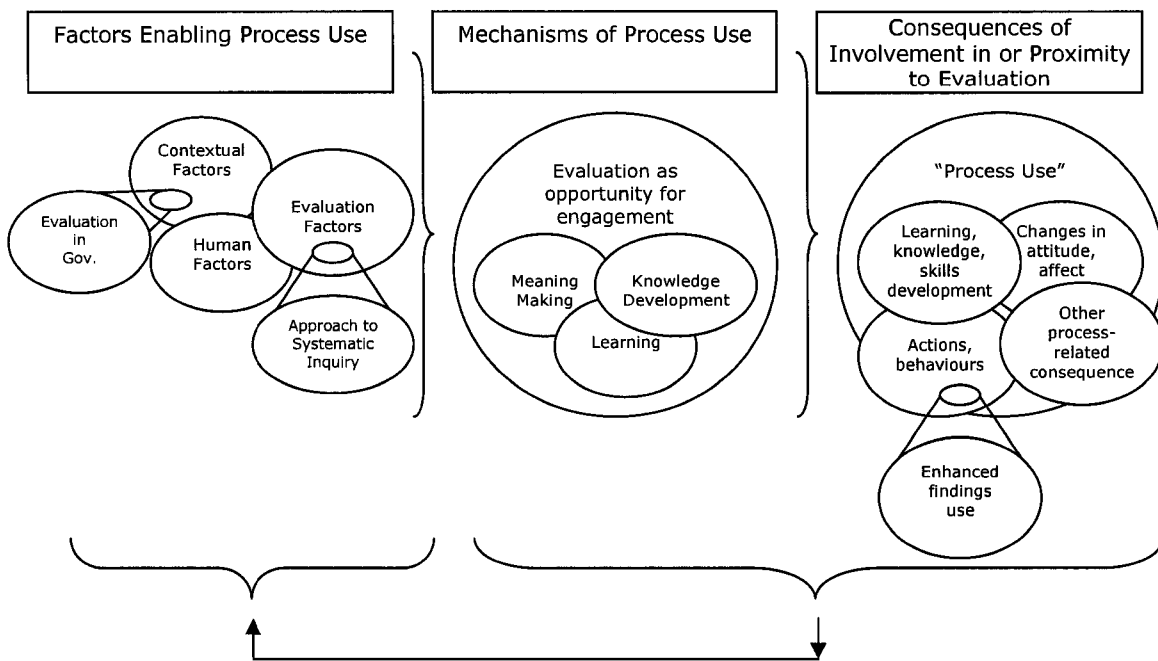 Factors Enabling Process Use
Mechanisms of Process Use
Consequences of
Involvement in or Proximity
to Evaluation
Contextual
Factors
Evaluation
in
Gov.
Human
Factors
Evaluation
Factors
Approach to
Systematic
Inquiry
Evaluation as
opportunity for
engagement
Meaning
Making
Knowledge
Development
Learning
“Process Use”
Learning,
knowledge,
skills
development
Changes in
attitude,
affect
Actions,
behaviours
Other
process-
related
consequence
Enhanced
findings
use